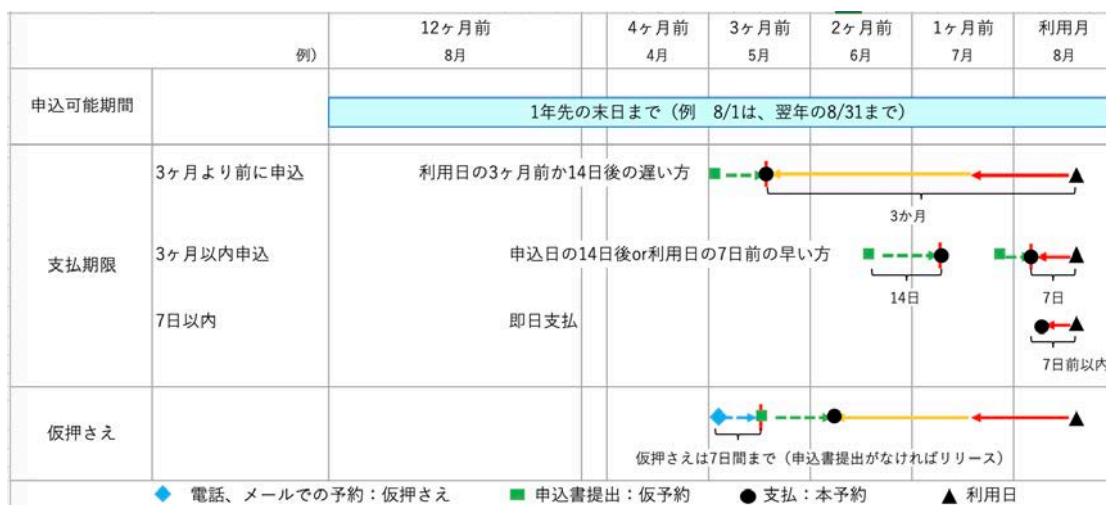 12ヶ月前 4ヶ月前 3ヶ月前 2ヶ月前 1ヶ月前 利用月
例） 8月 4月 5月 6月 7月 8月
申込可能期間
1年先の末日まで（例　8/1は、翌年の8/31まで）
支払期限
3ヶ月より前に申込 利用日の3ヶ月前か14日後の遅い方
3か月
3ヶ月以内申込 申込日の14日後or利用日の7日前の早い方
14日 7日
7日以内 即日支払
7日前以内
仮押さえ
仮押さえは7日間まで（申込書提出がなければリリース）
電話、メールでの予約：仮押さえ 申込書提出：仮予約 支払：本予約 利用日